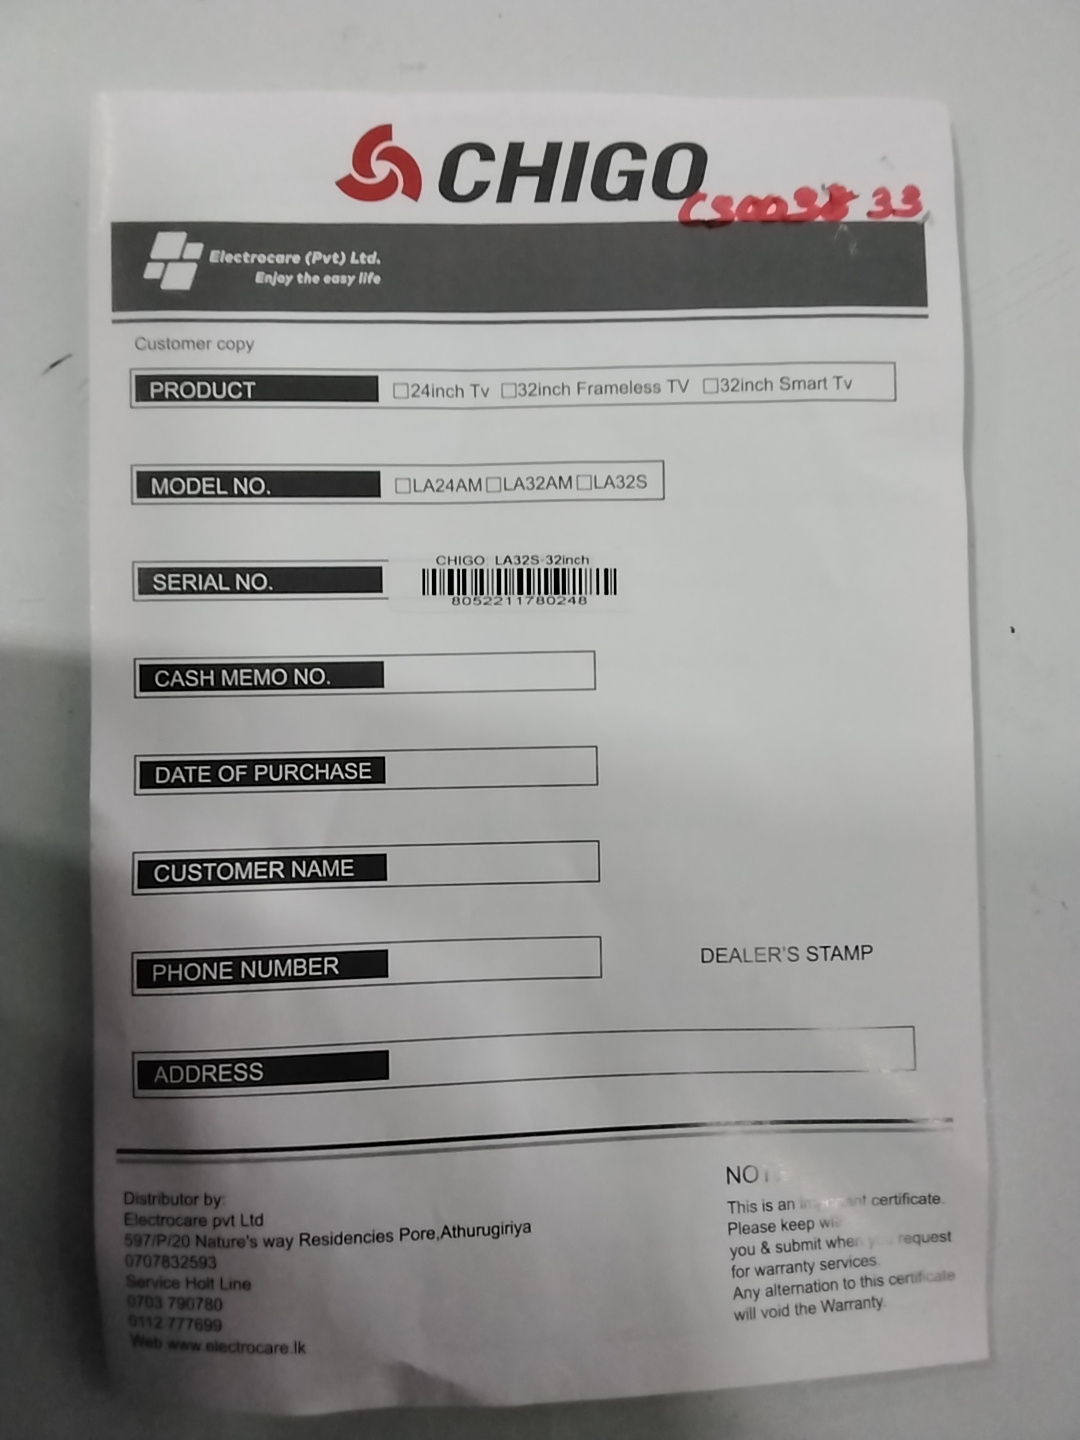 CHIGO
Electrocare (Pvt) Ltd.
Enjoy the easy life
Customer copy
PRODUCT ☐24inch Tv ☐32inch Frameless TV ☐32inch Smart Tv
MODEL NO. ☐LA24AM ☐LA32AM ☐LA32S
CHIGO LA32S-32inch
SERIAL NO.
8052211780248
CASH MEMO NO.
DATE OF PURCHASE
CUSTOMER NAME
PHONE NUMBER
DEALER'S STAMP
ADDRESS
Distributor by:
Electrocare pvt Ltd
597/P/20 Nature's way Residencies Pore,Athurugiriya
0707832593
Service Holt Line
0703 790780
0112 777699
Web www.electrocare.lk
This is an important certificate.
Please keep
you & submit when you request
for warranty services.
Any alternation to this certificate
will void the Warranty.